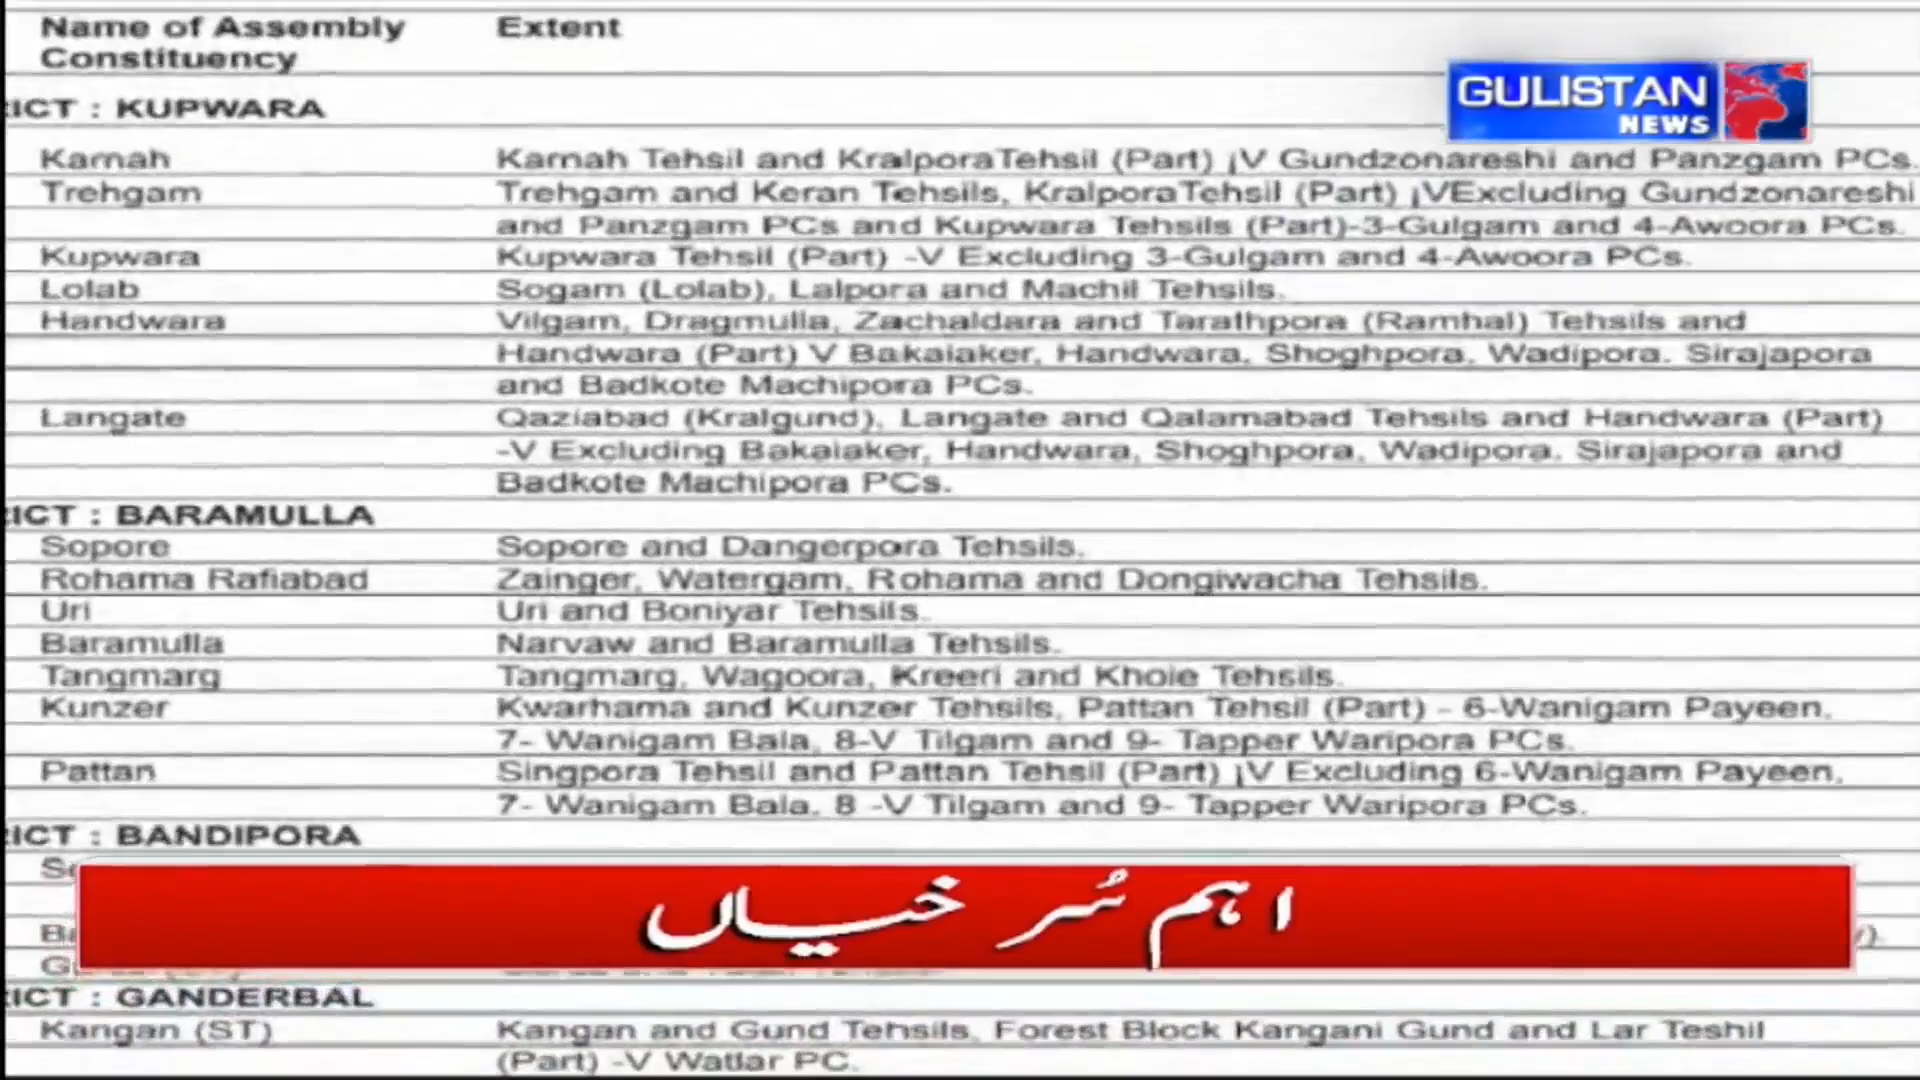 Name of Assembly Constituency
Extent
GULISTAN
NEWS
RICT : KUPWARA
Karnah Karnah Tehsil and KralporaTehsil (Part) ¡V Gundzonareshi and Panzgam PCs.
Trehgam Trehgam and Keran Tehsils, KralporaTehsil (Part) ¡VExcluding Gundzonareshi
and Panzgam PCs and Kupwara Tehsils (Part)-3-Gulgam and 4-Awoora PCs.
Kupwara Kupwara Tehsil (Part) -V Excluding 3-Gulgam and 4-Awoora PCs.
Lolab Sogam (Lolab), Lalpora and Machil Tehsils.
Handwara Vilgam, Dragmulla, Zachaldara and Tarathpora (Ramhal) Tehsils and
Handwara (Part) V Bakaiaker, Handwara, Shoghpora, Wadipora, Sirajapora
and Badkote Machipora PCs.
Langate Qaziabad (Kralgund), Langate and Qalamabad Tehsils and Handwara (Part)
-V Excluding Bakaiaker, Handwara, Shoghpora, Wadipora, Sirajapora and
Badkote Machipora PCs.
RICT : BARAMULLA
Sopore Sopore and Dangerpora Tehsils.
Rohama Rafiabad Zainger, Watergam, Rohama and Dongiwacha Tehsils.
Uri Uri and Boniyar Tehsils.
Baramulla Narvaw and Baramulla Tehsils.
Tangmarg Tangmarg, Wagoora, Kreeri and Khoie Tehsils.
Kunzer Kwarhama and Kunzer Tehsils, Pattan Tehsil (Part) - 6-Wanigam Payeen,
7- Wanigam Bala, 8-V Tilgam and 9- Tapper Waripora PCs.
Pattan Singpora Tehsil and Pattan Tehsil (Part) ¡V Excluding 6-Wanigam Payeen,
7- Wanigam Bala, 8 -V Tilgam and 9- Tapper Waripora PCs.
RICT : BANDIPORA
اہم سُرخیاں
RICT : GANDERBAL
Kangan (ST) Kangan and Gund Tehsils, Forest Block Kangani Gund and Lar Teshil
(Part) -V Watlar PC.